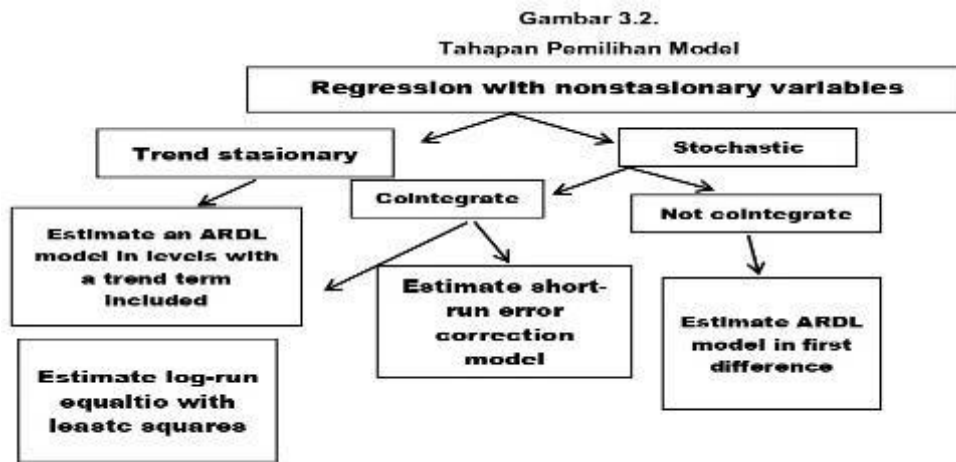 Gambar 3.2.
Tahapan Pemilihan Model
Regression with nonstasionary variables
Trend stasionary
Stochastic
Cointegrate
Not cointegrate
Estimate an ARDL
model in levels with
a trend term
included
Estimate short-
run error
correction
model
Estimate ARDL
model in first
difference
Estimate log-run
equaltio with
leastc squares